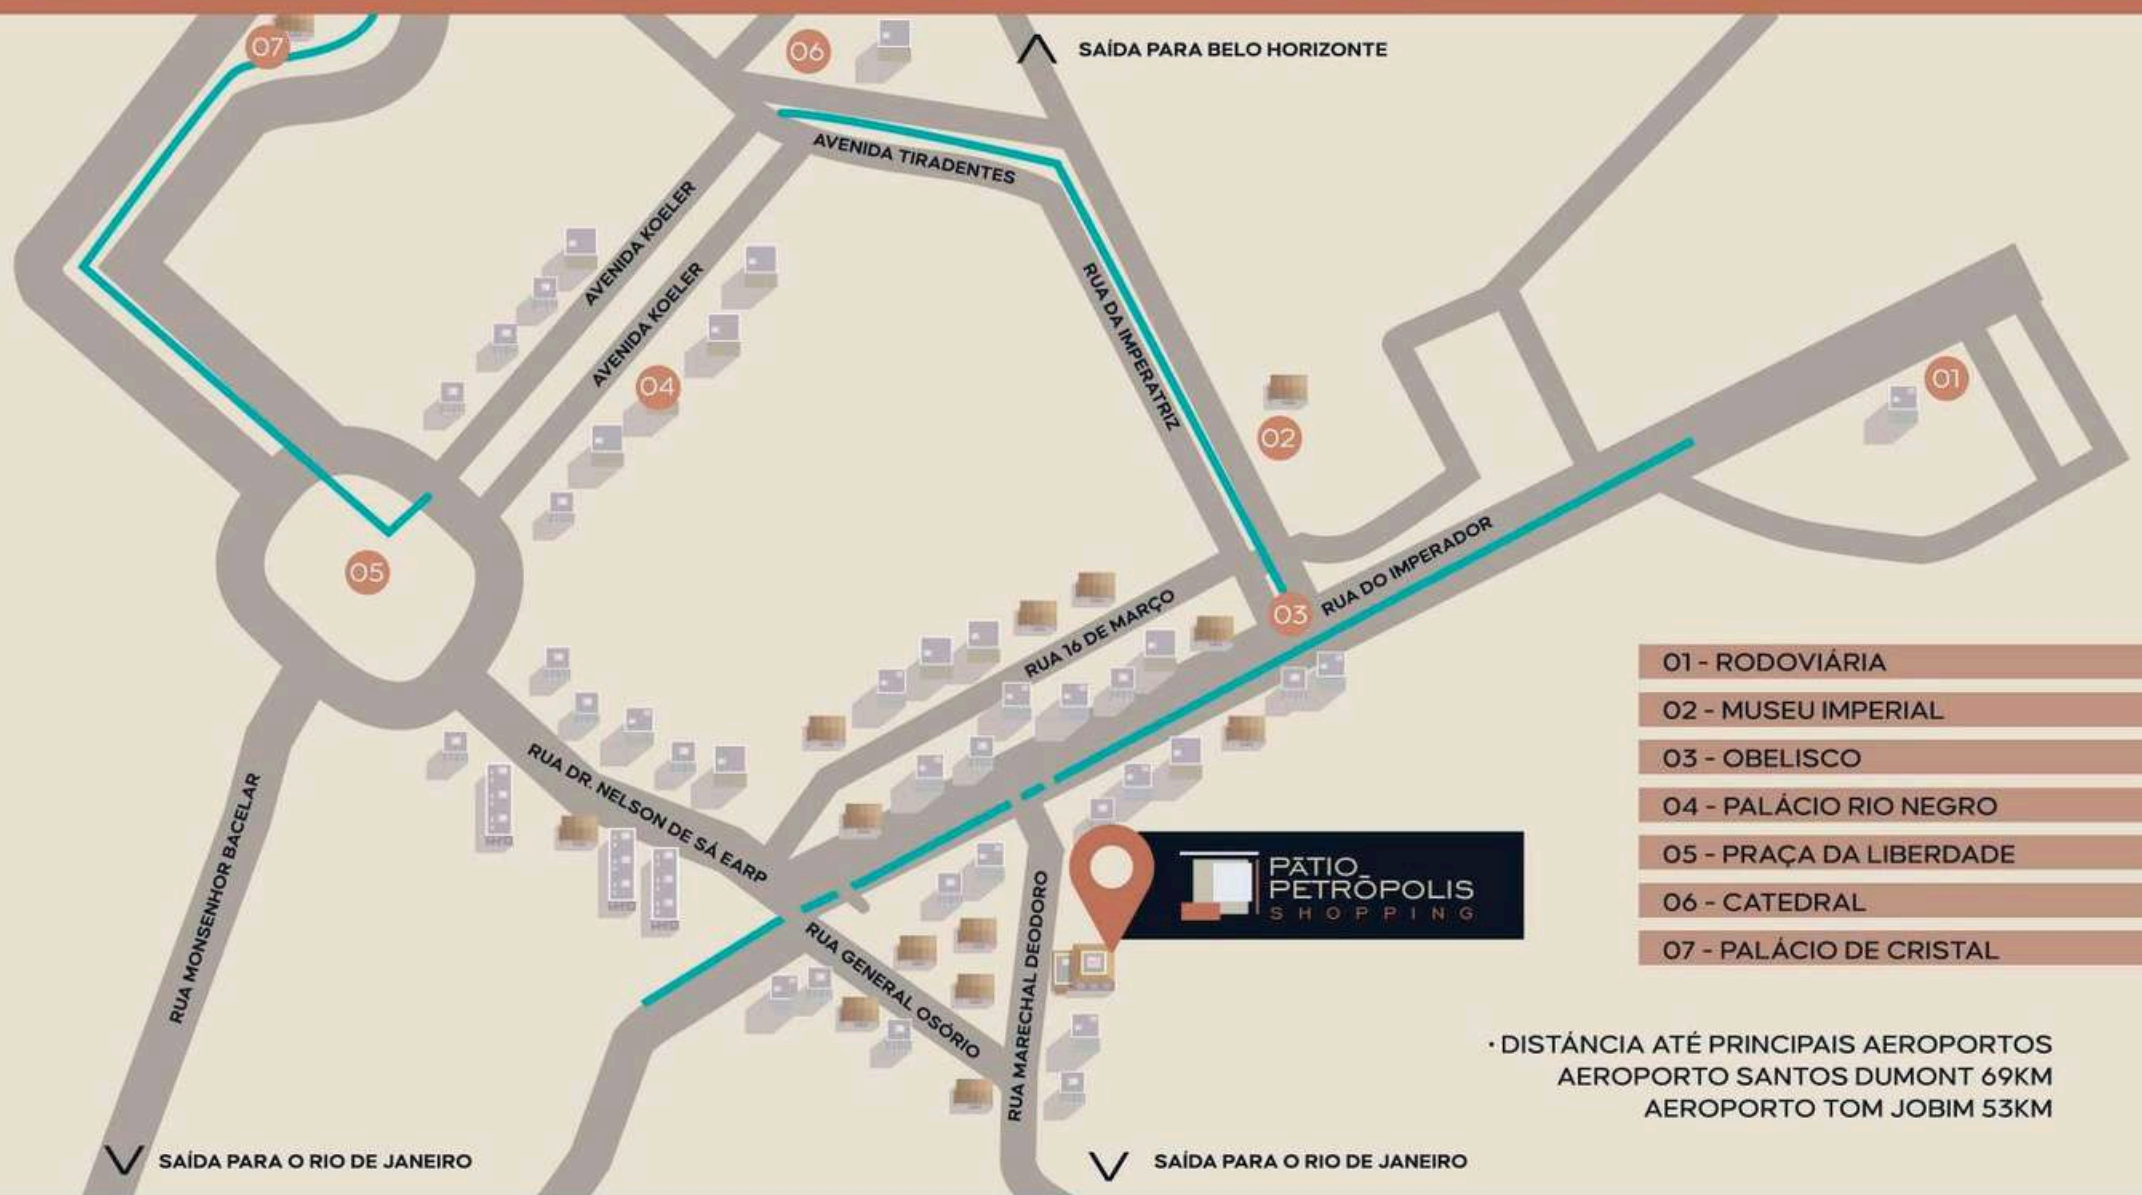 07
06
SAÍDA PARA BELO HORIZONTE
AVENIDA TIRADENTES
AVENIDA KOELER
AVENIDA KOELER
04
RUA DA IMPERATRIZ
02
01
05
RUA DO IMPERADOR
03
RUA 16 DE MARÇO
RUA DR. NELSON DE SÁ EARP
RUA MONSENHOR BACELAR
RUA GENERAL OSÓRIO
RUA MARECHAL DEODORO
PÁTIO
PETRÓPOLIS
SHOPPING
01 - RODOVIÁRIA
02 - MUSEU IMPERIAL
03 - OBELISCO
04 - PALÁCIO RIO NEGRO
05 - PRAÇA DA LIBERDADE
06 - CATEDRAL
07 - PALÁCIO DE CRISTAL
• DISTÁNCIA ATÉ PRINCIPAIS AEROPORTOS
AEROPORTO SANTOS DUMONT 69KM
AEROPORTO TOM JOBIM 53KM
SAÍDA PARA O RIO DE JANEIRO
SAÍDA PARA O RIO DE JANEIRO